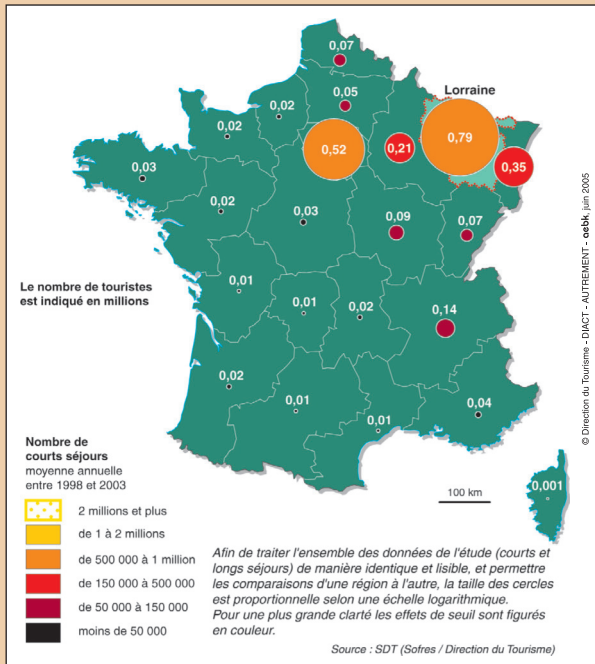 0,07
Lorraine
0,05
0,02
0,02
0,52
0,21
0,79
0,35
0,03
0,02
0,03
0,09
0,07
Le nombre de touristes
est indiqué en millions
0,01
0,01
0,02
0,14
0,02
0,01
0,01
0,04
0,001
100 km
Nombre de
courts séjours
moyenne annuelle
entre 1998 et 2003
2 millions et plus
de 1 à 2 millions
de 500 000 à 1 million
de 150 000 à 500 000
de 50 000 à 150 000
moins de 50 000
Afin de traiter l'ensemble des données de l'étude (courts et
longs séjours) de manière identique et lisible, et permettre
les comparaisons d'une région à l'autre, la taille des cercles
est proportionnelle selon une échelle logarithmique.
Pour une plus grande clarté les effets de seuil sont figurés
en couleur.
Source : SDT (Sofres / Direction du Tourisme)
© Direction du Tourisme - DIACT - AUTREMENT - oebk, juin 2005